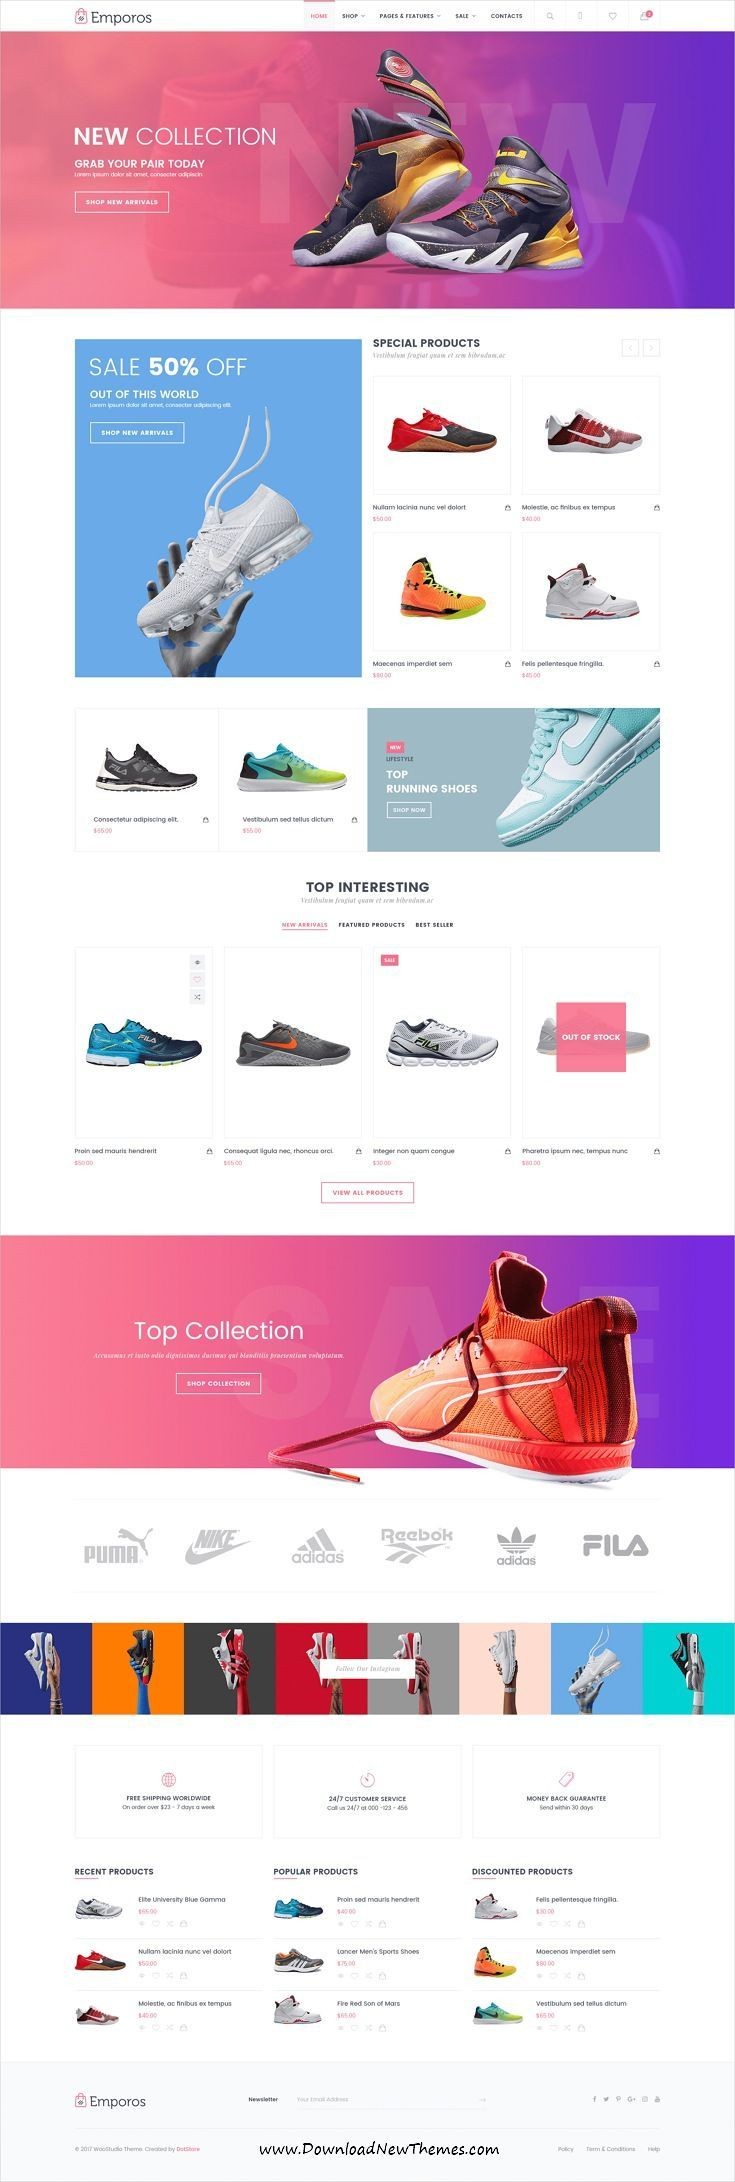 Emporos
HOME SHOP PAGES & FEATURES SALE CONTACTS
NEW
NEW COLLECTION
GRAB YOUR PAIR TODAY
Lorem ipsum dolor sit amet, consecter adipiscin.
SHOP NEW ARRIVALS
SALE 50% OFF
OUT OF THIS WORLD
Lorem ipsum dolor sit amet, consecter adipiscing elit.
SHOP NEW ARRIVALS
SPECIAL PRODUCTS
Vestibulum feugiat quam et sem bibendum,ac
Nullam lacinia nunc vel dolort
$50.00
Molestie, ac finibus ex tempus
$40.00
Maecenas imperdiet sem
$80.00
Felis pellentesque fringilla.
$45.00
FILA
Consectetur adipiscing elit.
$65.00
Vestibulum sed tellus dictum
$55.00
NEW
LIFESTYLE
TOP
RUNNING SHOES
SHOP NOW
TOP INTERESTING
Vestibulum feugiat quam et sem bibendum,ac
NEW ARRIVALS FEATURED PRODUCTS BEST SELLER
FILA
Proin sed mauris hendrerit
$50.00
Consequat ligula nec, rhoncus orci.
$65.00
SALE
FILA
Integer non quam congue
$30.00
OUT OF STOCK
Pharetra ipsum nec, tempus nunc
$80.00
VIEW ALL PRODUCTS
SALE
Top Collection
Accusamus et iusto odio dignissimos ducimus qui blanditiis praesentium voluptatum.
SHOP COLLECTION
PUMA NIKE adidas Reebok adidas FILA
Follow Our Instagram
FREE SHIPPING WORLDWIDE
On order over $23 - 7 days a week
24/7 CUSTOMER SERVICE
Call us 24/7 at 000 -123 - 456
MONEY BACK GUARANTEE
Send within 30 days
RECENT PRODUCTS
Elite University Blue Gamma
$65.00
Nullam lacinia nunc vel dolort
$50.00
Molestie, ac finibus ex tempus
$40.00
POPULAR PRODUCTS
Proin sed mauris hendrerit
$40.00
Lancer Men's Sports Shoes
$75.00
Fire Red Son of Mars
$65.00
DISCOUNTED PRODUCTS
Felis pellentesque fringilla.
$30.00
Maecenas imperdiet sem
$80.00
Vestibulum sed tellus dictum
$65.00
Emporos
Newsletter Your Email Address
© 2017 WooStudio Theme. Created by DotStore
www.DownloadNewThemes.com
Policy Term & Conditions Help